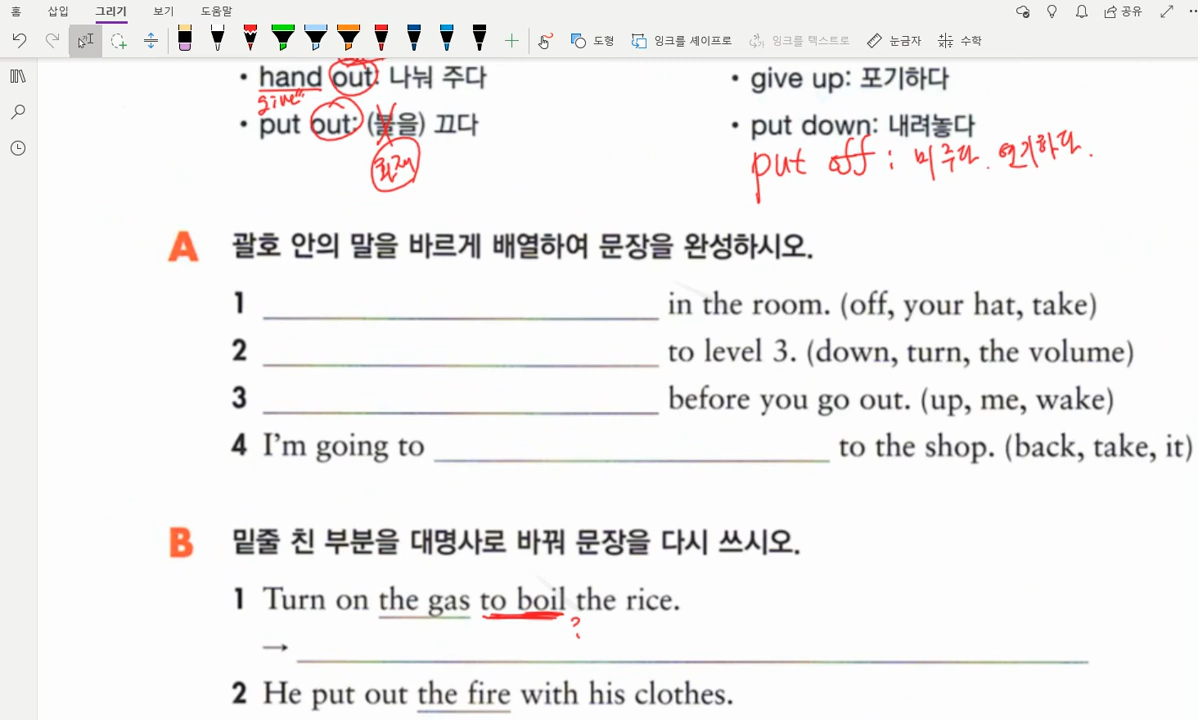 홈 삽입 그리기 보기 도움말 공유
도형 잉크를 셰이프로 잉크를 텍스트로 눈금자 수학
• hand out: 나눠 주다
give
• put out: (불을) 끄다
화재
• give up: 포기하다
• put down: 내려놓다
put off : 미루다. 연기하다.
A 괄호 안의 말을 바르게 배열하여 문장을 완성하시오.
1 ____ in the room. (off, your hat, take)
2 ____ to level 3. (down, turn, the volume)
3 ____ before you go out. (up, me, wake)
4 I'm going to ____ to the shop. (back, take, it)
B 밑줄 친 부분을 대명사로 바꿔 문장을 다시 쓰시오.
1 Turn on the gas to boil the rice.
?
→ ____
2 He put out the fire with his clothes.